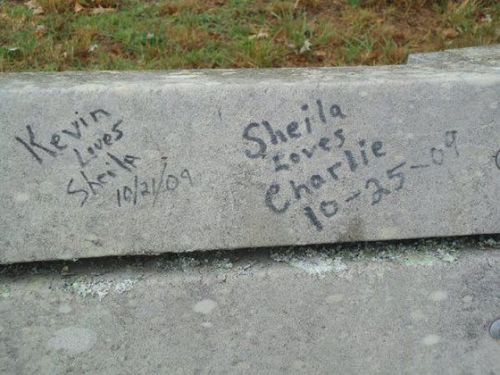 Kevin
Loves
Sheila
10/21/09
Sheila
Loves
Charlie
10-25-09